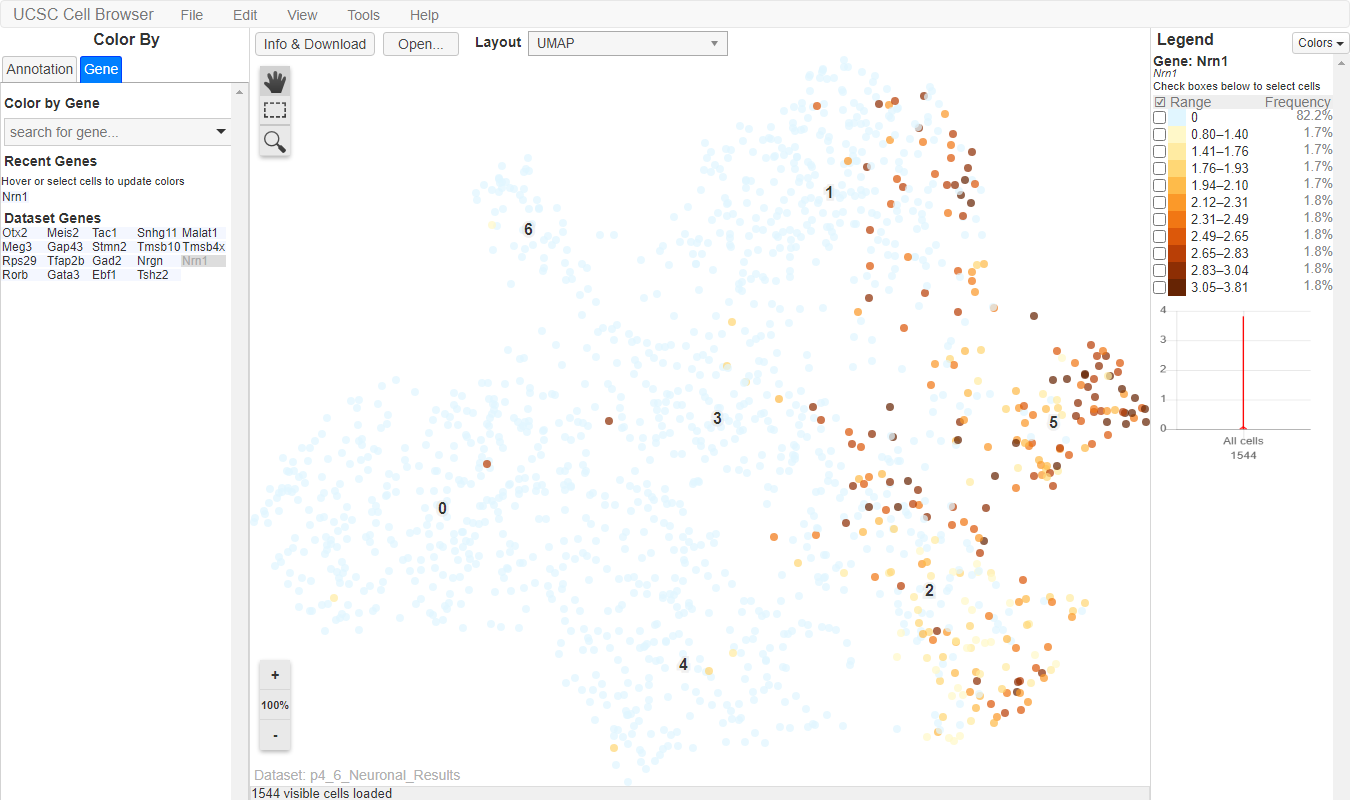 UCSC Cell Browser File Edit View Tools Help
Color By
Annotation Gene
Color by Gene
search for gene...
Recent Genes
Hover or select cells to update colors
Nrn1
Dataset Genes
Otx2 Meis2 Tac1 Snhg11 Malat1
Meg3 Gap43 Stmn2 Tmsb10 Tmsb4x
Rps29 Tfap2b Gad2 Nrgn Nrn1
Rorb Gata3 Ebf1 Tshz2
Info & Download Open... Layout UMAP
1
6
3
5
0
2
4
+
100%
-
Dataset: p4_6_Neuronal_Results
1544 visible cells loaded
Legend Colors
Gene: Nrn1
Nrn1
Check boxes below to select cells
Range Frequency
0 82.2%
0.80–1.40 1.7%
1.41–1.76 1.7%
1.76–1.93 1.7%
1.94–2.10 1.7%
2.12–2.31 1.8%
2.31–2.49 1.8%
2.49–2.65 1.8%
2.65–2.83 1.8%
2.83–3.04 1.8%
3.05–3.81 1.8%
4
3
2
1
0
All cells
1544